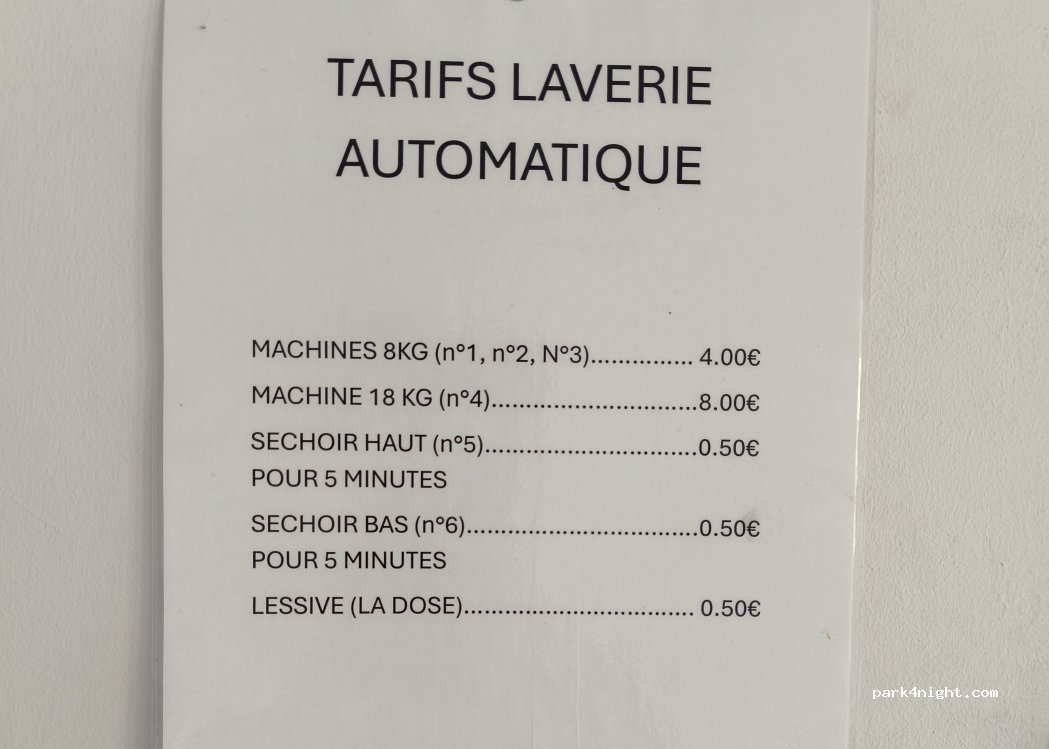 TARIFS LAVERIE
AUTOMATIQUE
MACHINES 8KG (n°1, n°2, N°3)............... 4.00€
MACHINE 18 KG (n°4)..............................8.00€
SECHOIR HAUT (n°5)...............................0.50€
POUR 5 MINUTES
SECHOIR BAS (n°6)..................................0.50€
POUR 5 MINUTES
LESSIVE (LA DOSE)................................. 0.50€
park4night.com